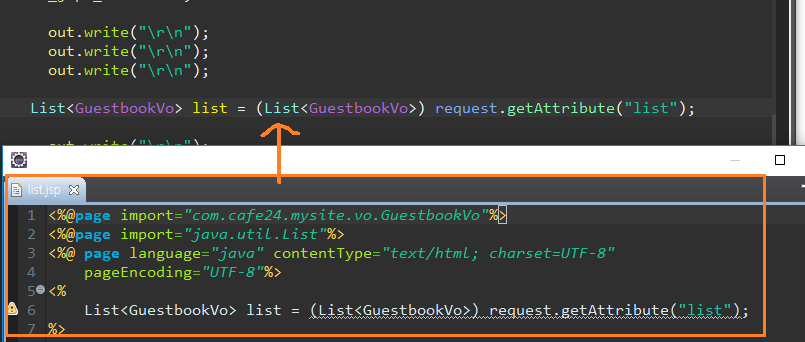 out.write("\r\n");
out.write("\r\n");
out.write("\r\n");
List<GuestbookVo> list = (List<GuestbookVo>) request.getAttribute("list");
list.jsp
1 <%@page import="com.cafe24.mysite.vo.GuestbookVo"%>
2 <%@page import="java.util.List"%>
3 <%@ page language="java" contentType="text/html; charset=UTF-8"
4 pageEncoding="UTF-8"%>
5 <%
6 List<GuestbookVo> list = (List<GuestbookVo>) request.getAttribute("list");
7 %>